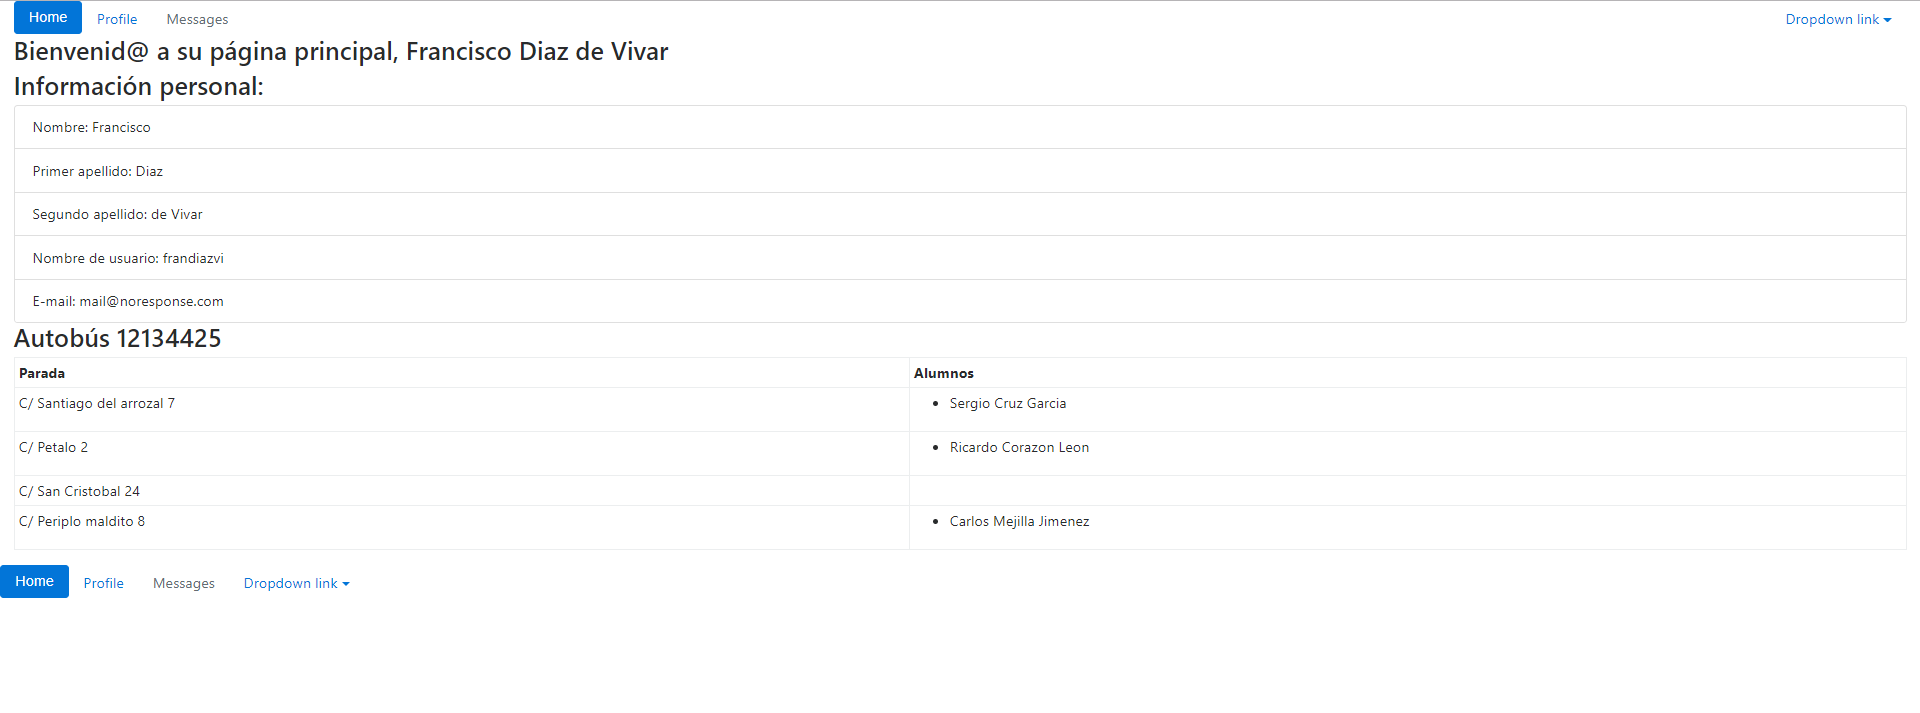 Home Profile Messages Dropdown link
Bienvenid@ a su página principal, Francisco Diaz de Vivar
Información personal:
Nombre: Francisco
Primer apellido: Diaz
Segundo apellido: de Vivar
Nombre de usuario: frandiazvi
E-mail: mail@noresponse.com
Autobús 12134425
Parada Alumnos
C/ Santiago del arrozal 7 • Sergio Cruz Garcia
C/ Petalo 2 • Ricardo Corazon Leon
C/ San Cristobal 24
C/ Periplo maldito 8 • Carlos Mejilla Jimenez
Home Profile Messages Dropdown link